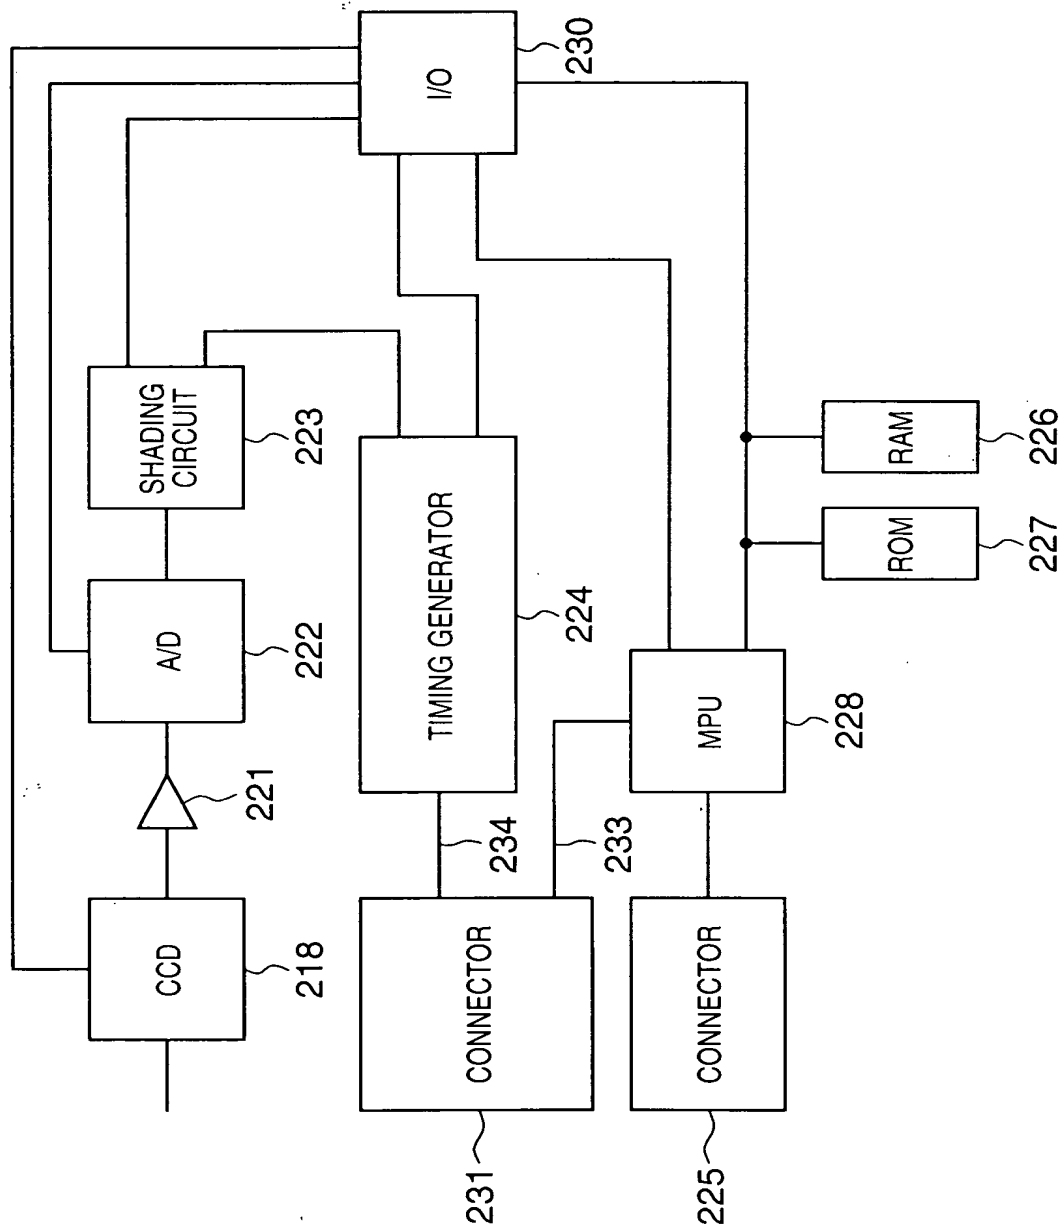 CCD
218
221
A/D
222
SHADING
CIRCUIT
223
I/O
230
CONNECTOR
231
234
233
TIMING GENERATOR
224
CONNECTOR
225
MPU
228
ROM
227
RAM
226